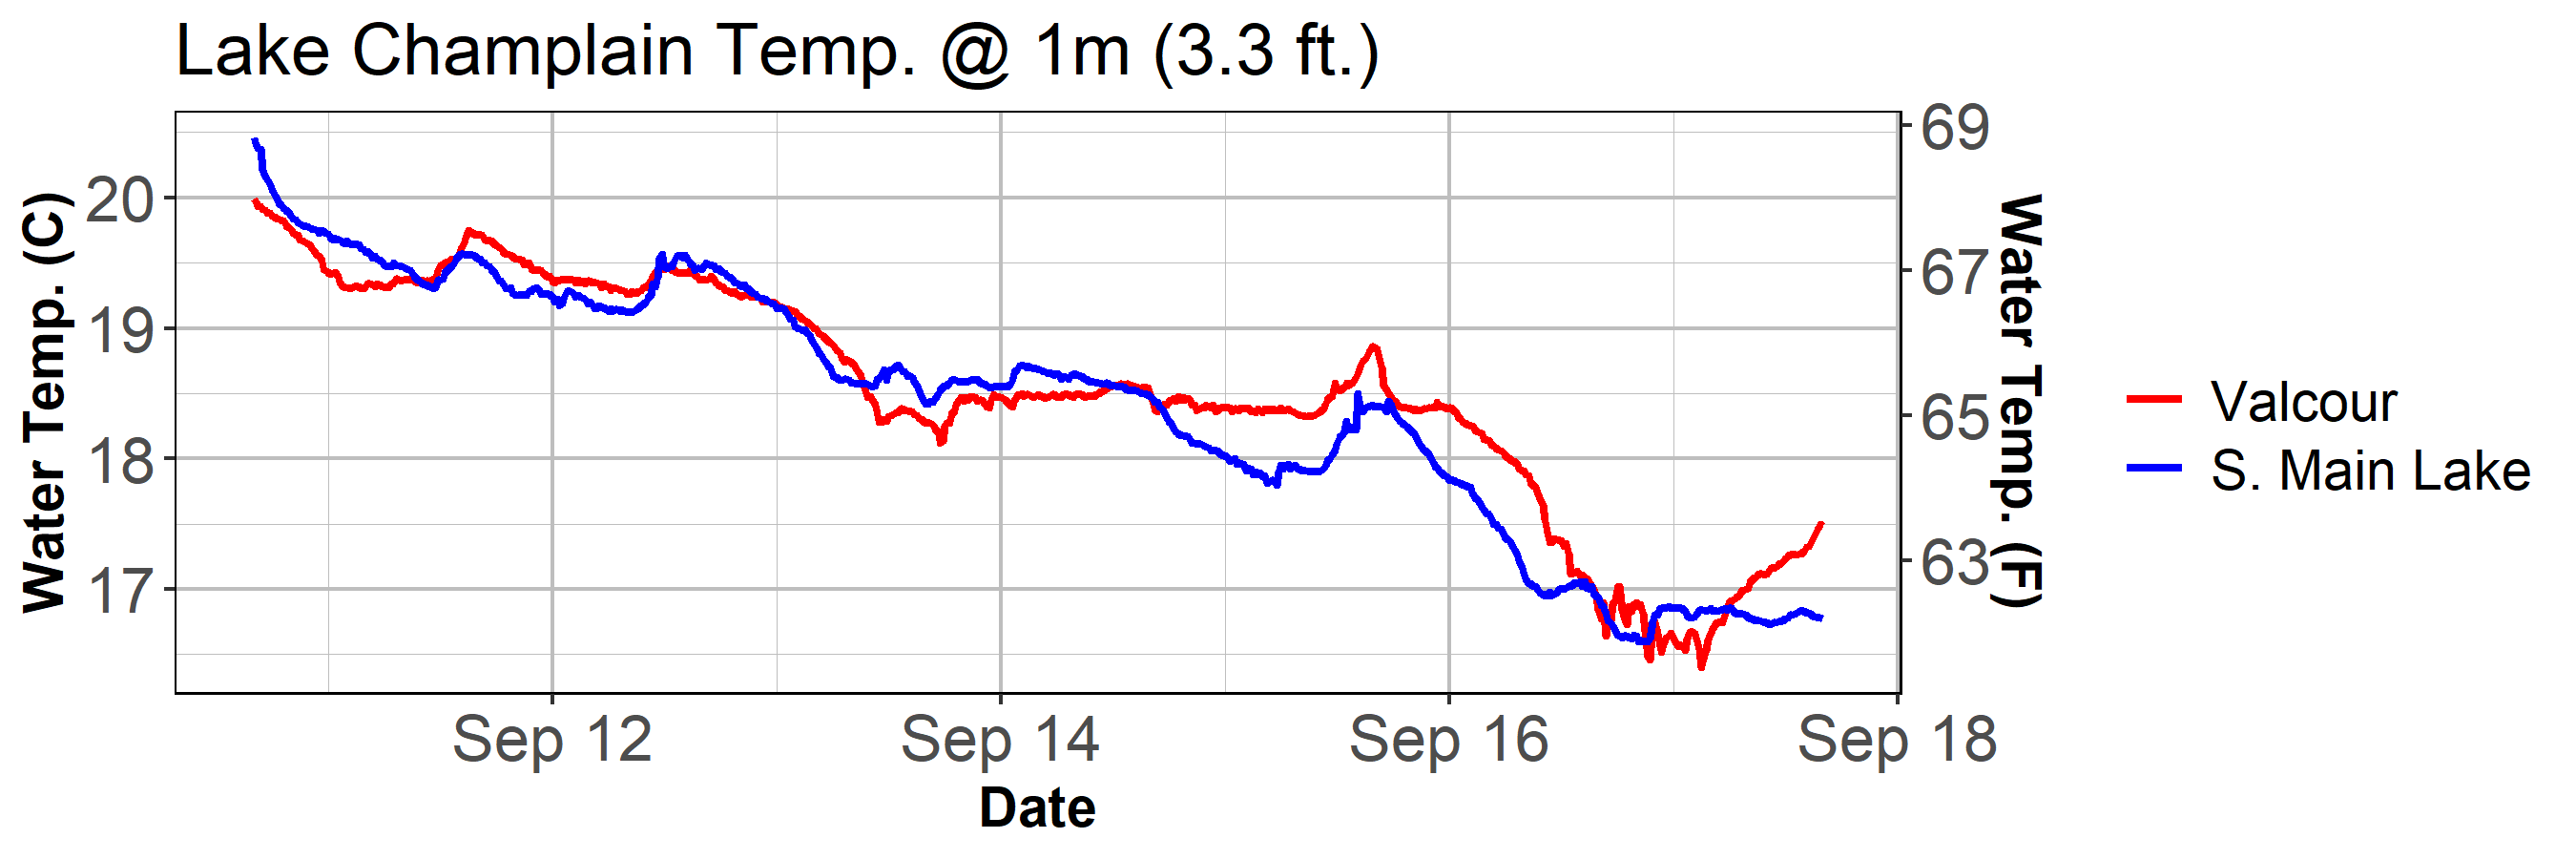 Lake Champlain Temp. @ 1m (3.3 ft.)
Water Temp. (C)
20
19
18
17
69
67
65
63
Water Temp. (F)
Sep 12
Sep 14
Sep 16
Sep 18
Date
Valcour
S. Main Lake